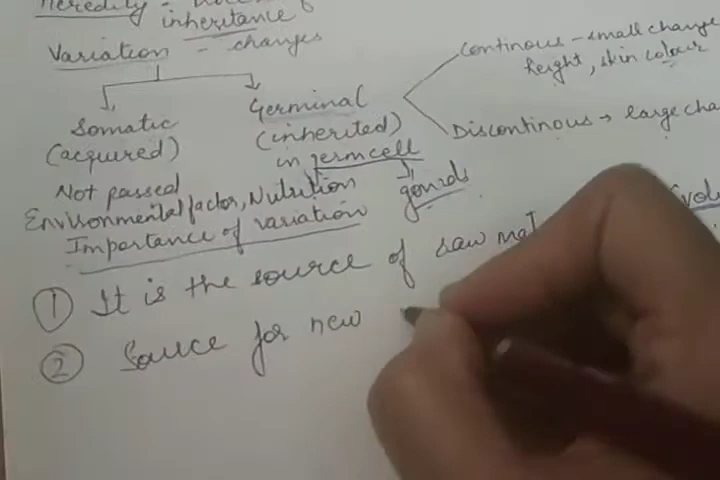 Heredity -
inheritance
Variation - changes
Continous - small change
height, skin colour
Somatic
(acquired)
Not passed
Germinal
(inherited)
in germcell
gonads
Discontinous → large cha
Environmental factor, Nutrition
Importance of variation
① It is the source of raw mat Evol
② Source for new